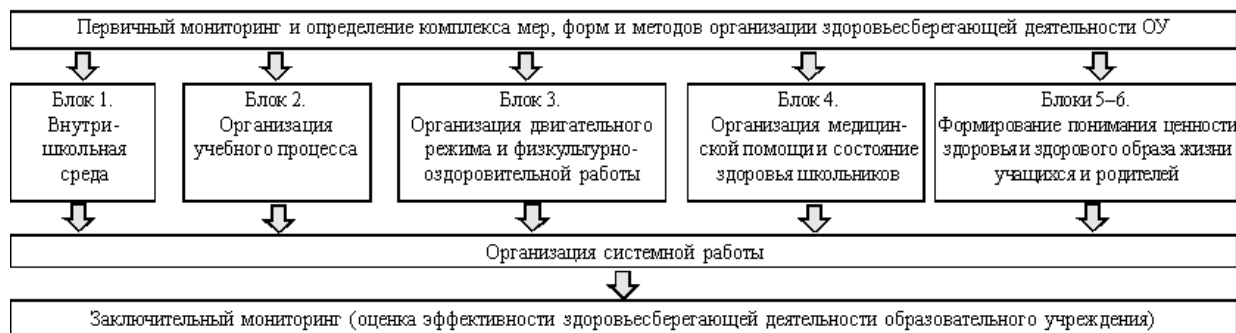 Первичный мониторинг и определение комплекса мер, форм и методов организации здоровьесберегающей деятельности ОУ
Блок 1.
Внутри-
школьная
среда
Блок 2.
Организация
учебного процесса
Блок 3.
Организация двигательного
режима и физкультурно-
оздоровительной работы
Блок 4.
Организация медицин-
ской помощи и состояние
здоровья школьников
Блоки 5–6.
Формирование понимания ценности
здоровья и здорового образа жизни
учащихся и родителей
Организация системной работы
Заключительный мониторинг (оценка эффективности здоровьесберегающей деятельности образовательного учреждения)